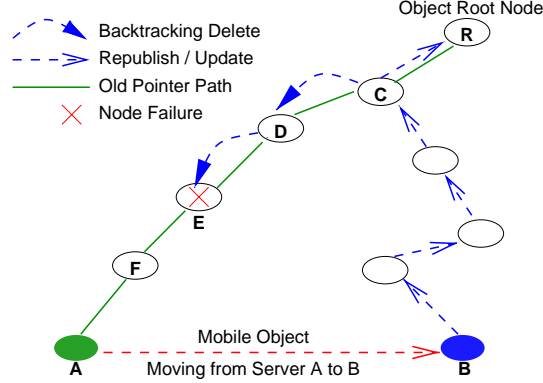 Object Root Node
Backtracking Delete
Republish / Update
Old Pointer Path
Node Failure
R
C
D
E
F
A
B
Mobile Object
Moving from Server A to B